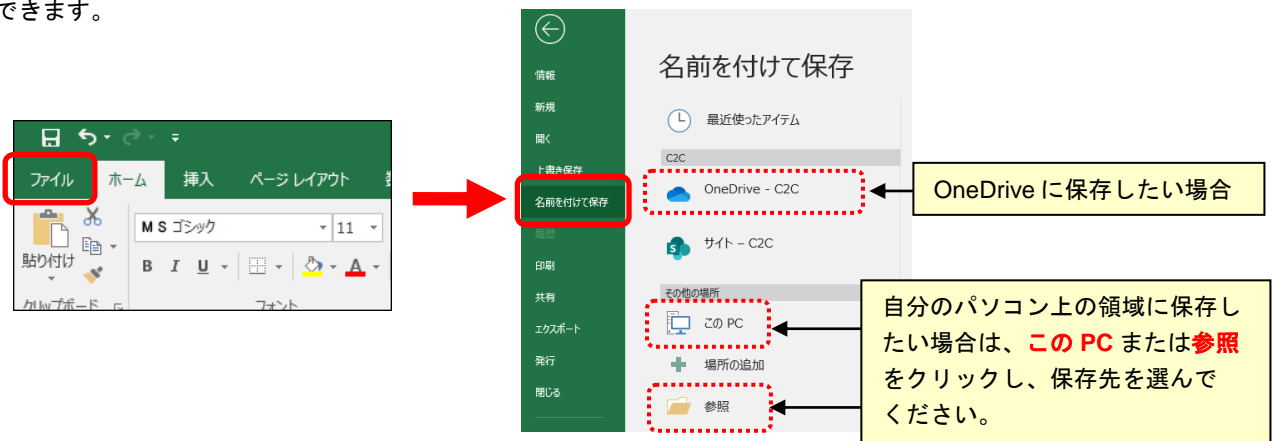 できます。
ファイル ホーム 挿入 ページ レイアウト
貼り付け
ＭＳ ゴシック 11
B I U A
クリップボード フォント
情報
新規
開く
上書き保存
名前を付けて保存
履歴
印刷
共有
エクスポート
発行
閉じる
名前を付けて保存
最近使ったアイテム
C2C
OneDrive - C2C
サイト – C2C
その他の場所
この PC
場所の追加
参照
OneDrive に保存したい場合
自分のパソコン上の領域に保存し
たい場合は、この PC または参照
をクリックし、保存先を選んで
ください。